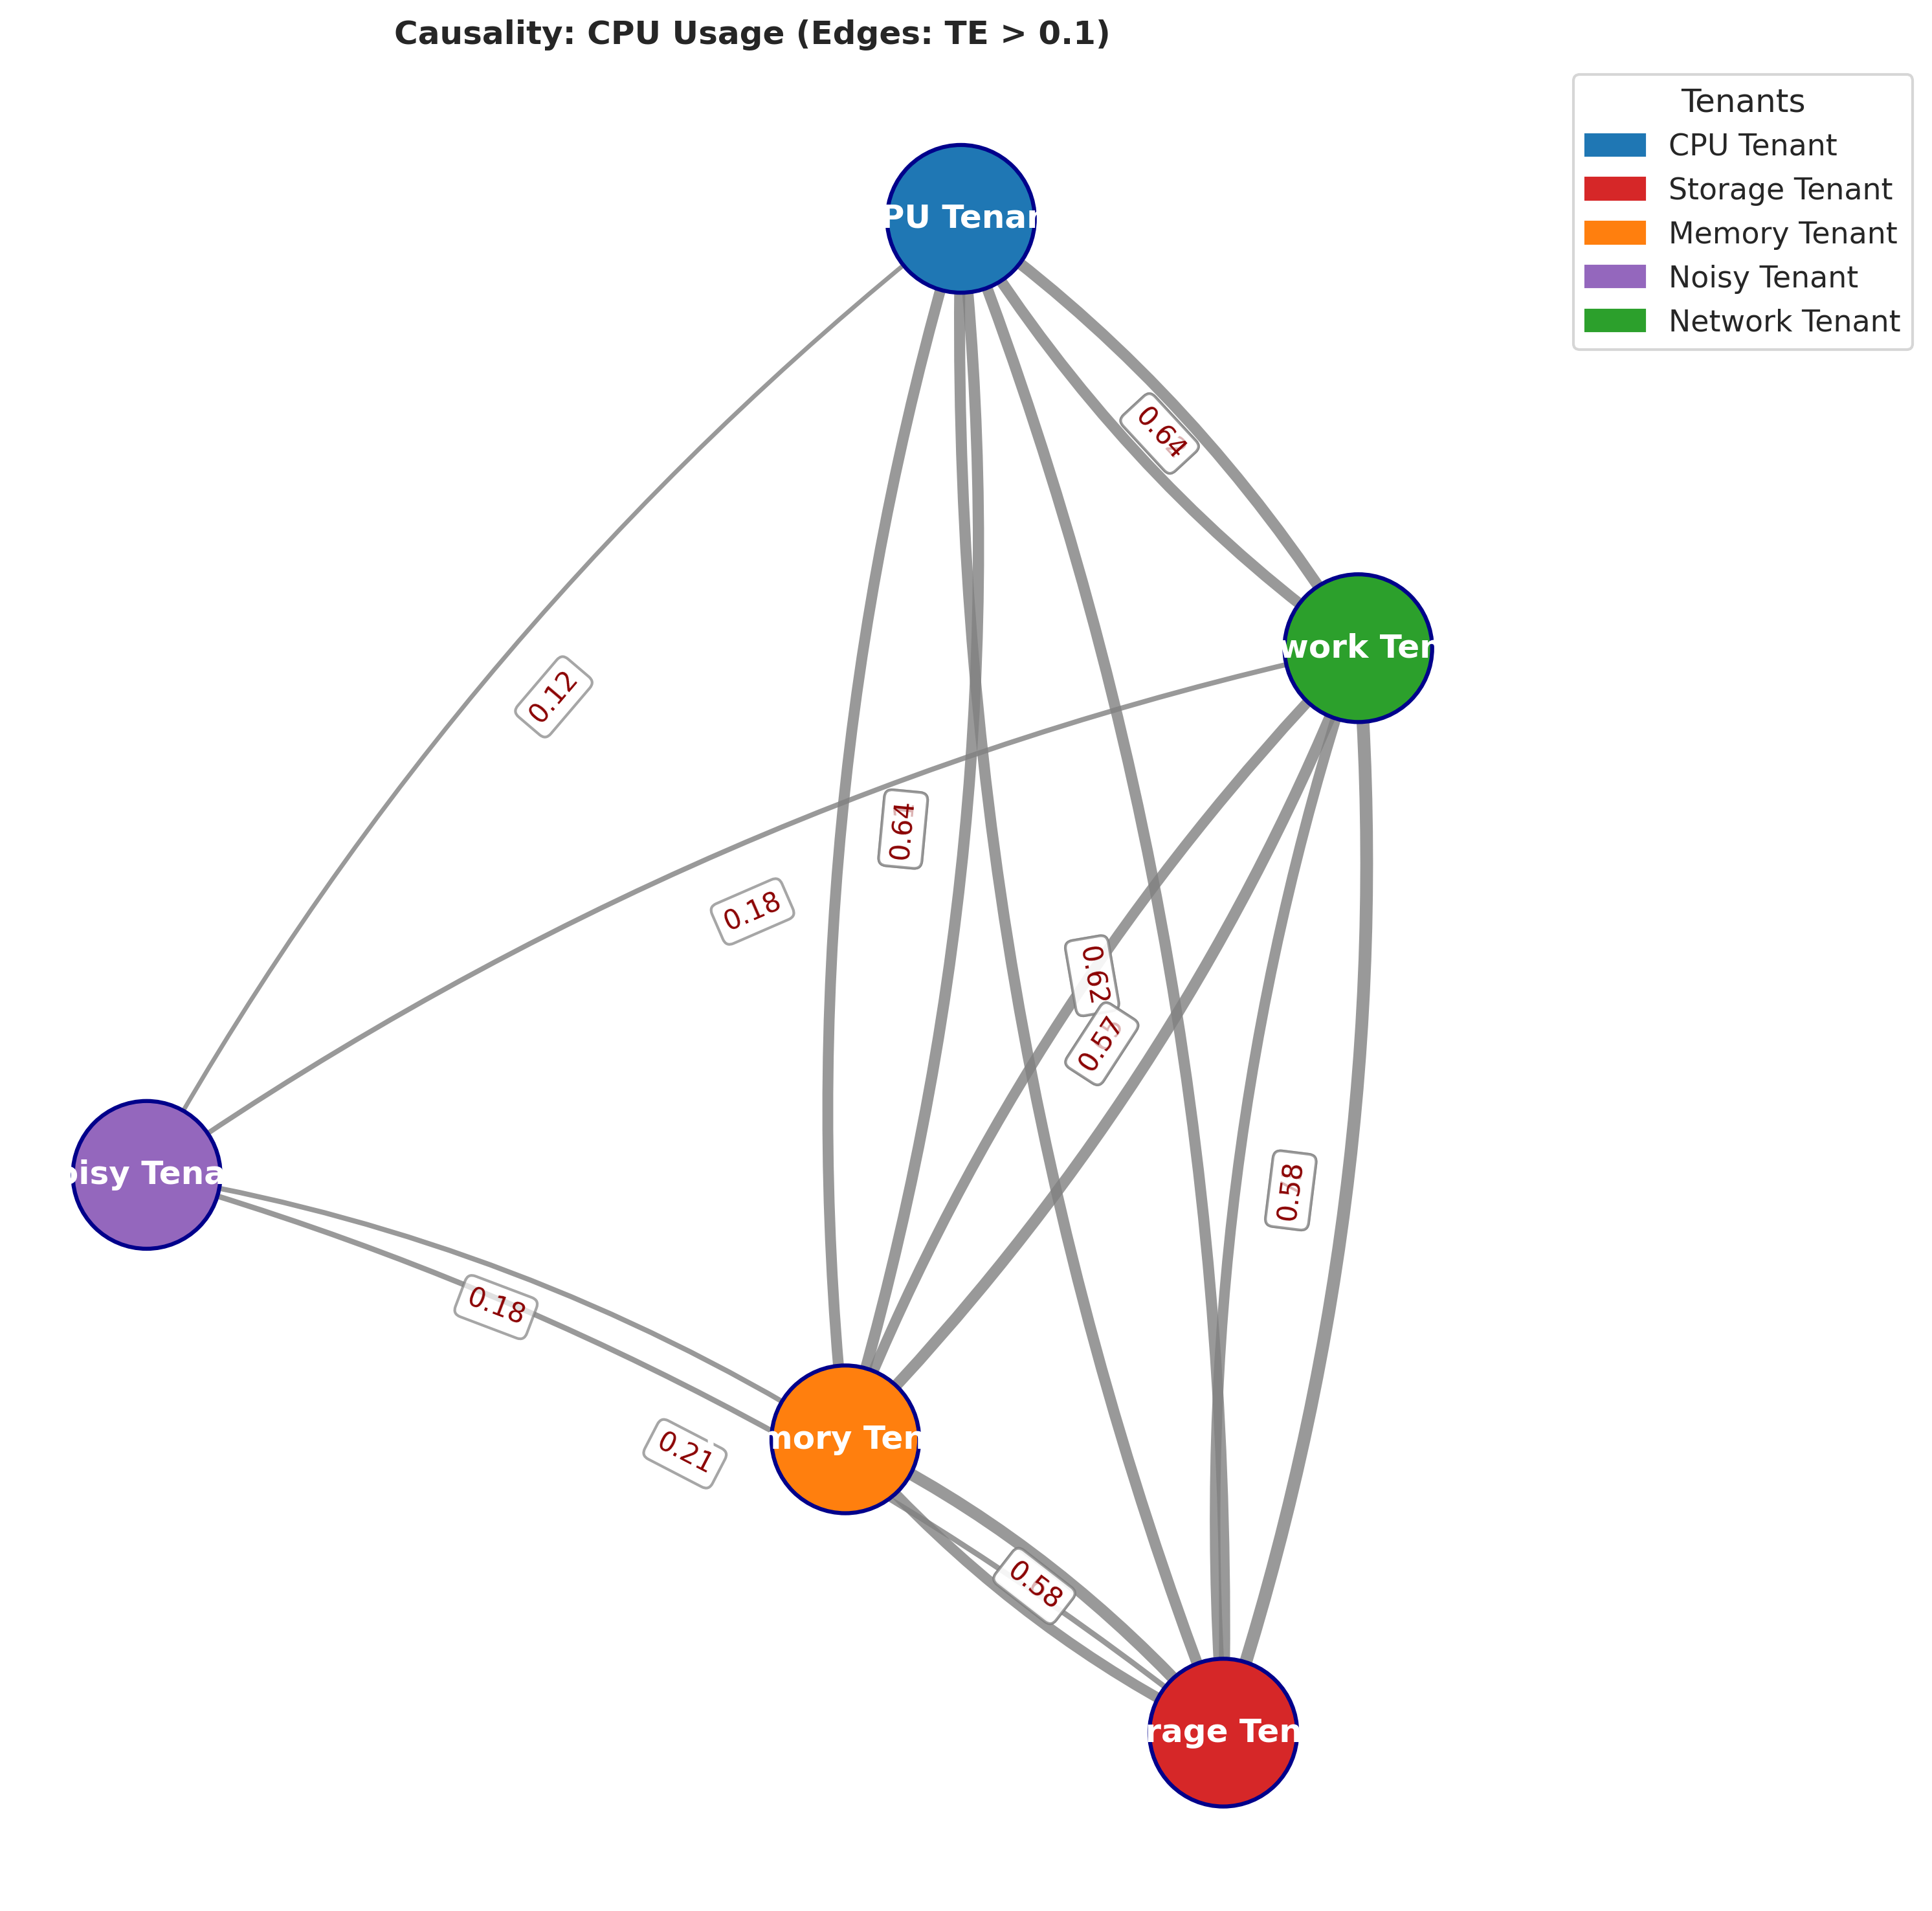 Causality: CPU Usage (Edges: TE > 0.1)
Tenants
CPU Tenant
Storage Tenant
Memory Tenant
Noisy Tenant
Network Tenant
PU Tenan
0.64
work Ten
0.12
0.64
0.18
0.62
0.57
oisy Tena
0.58
0.18
mory Ten
0.21
0.58
rage Ten